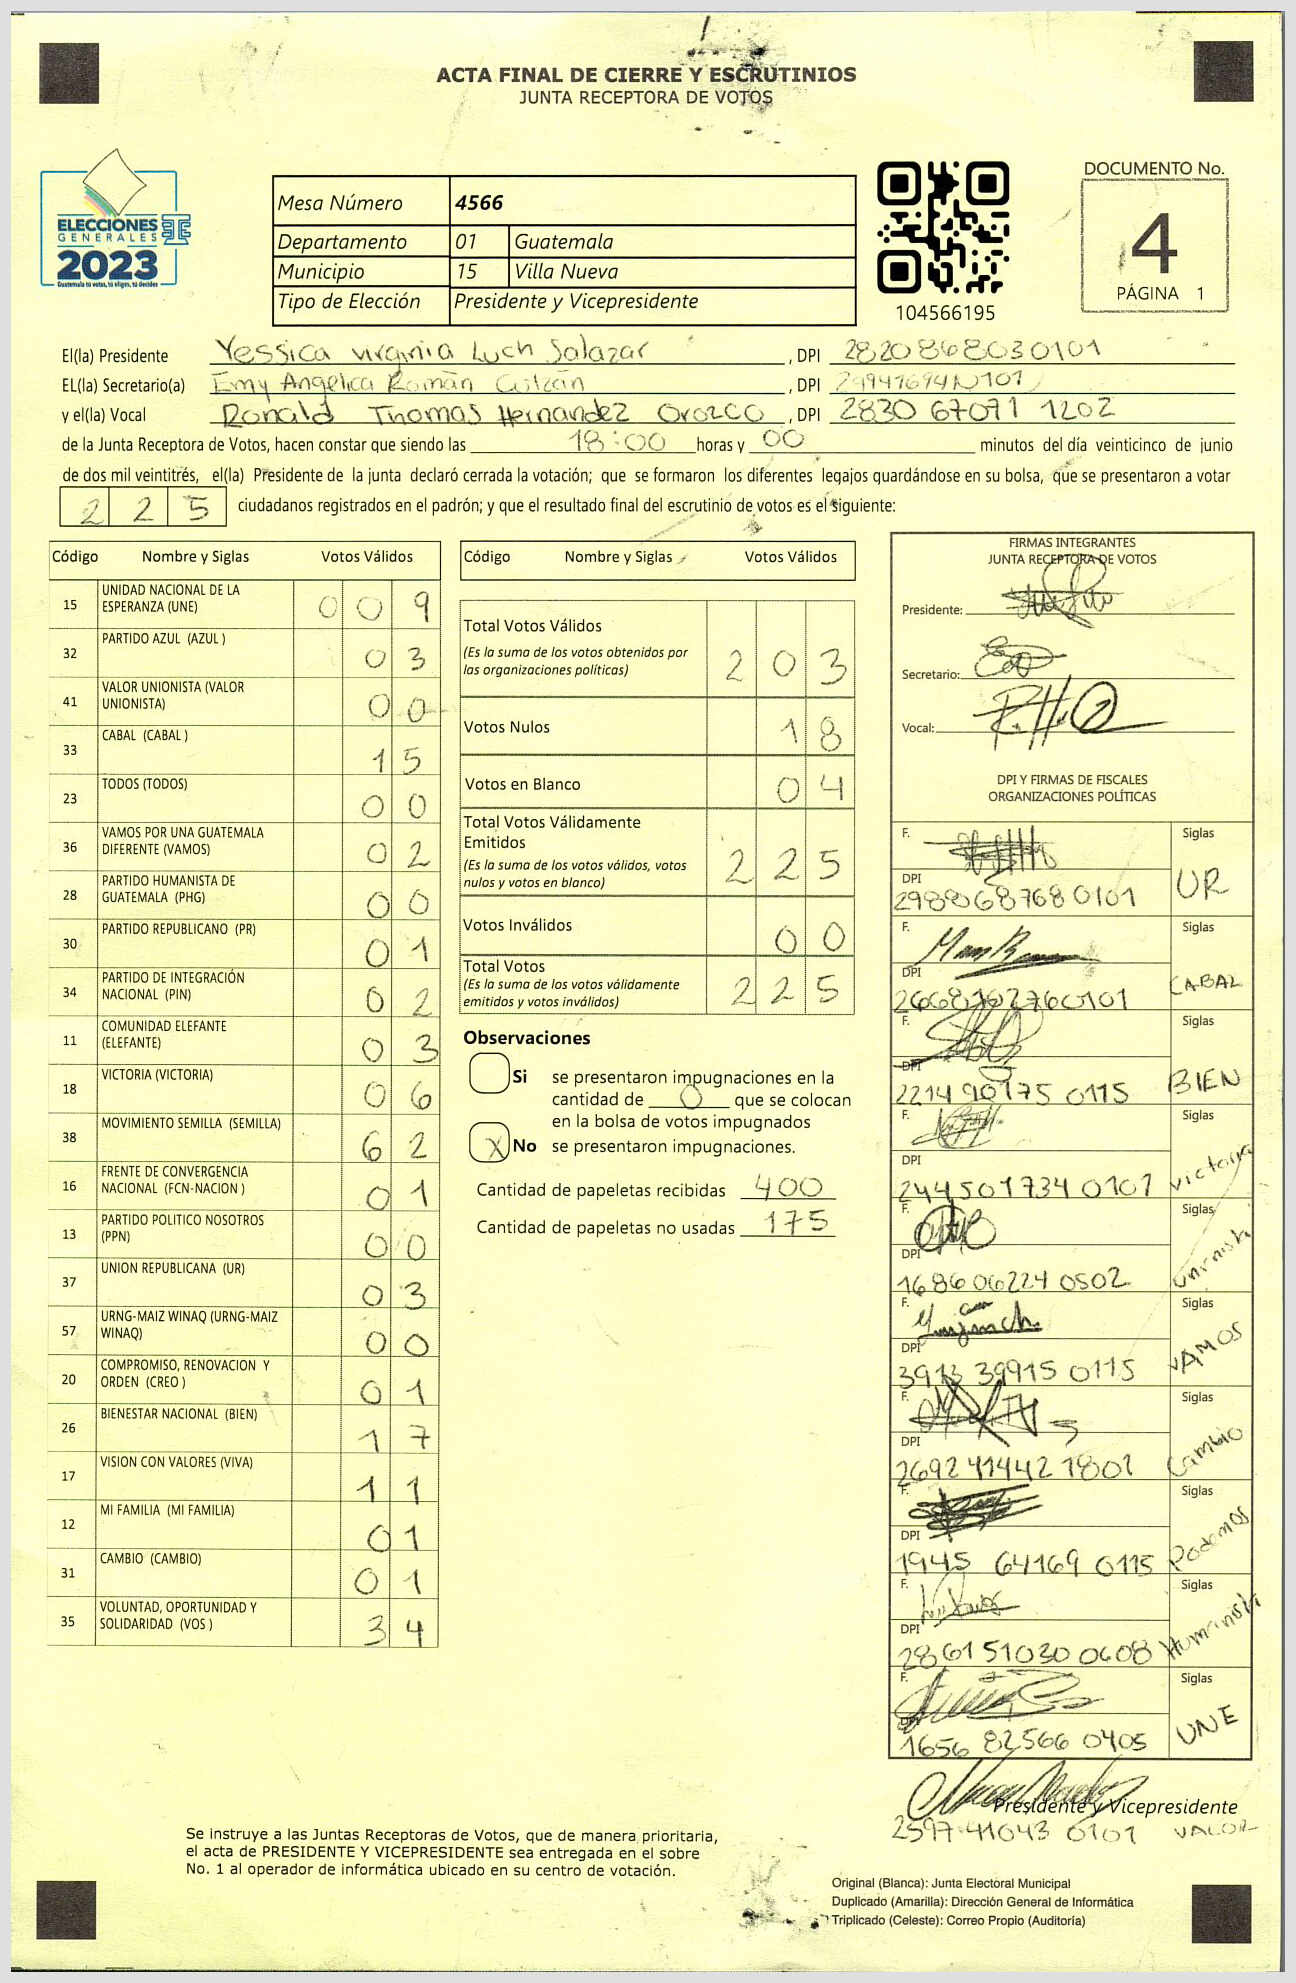 ACTA FINAL DE CIERRE Y ESCRUTINIOS
JUNTA RECEPTORA DE VOTOS
ELECCIONES
GENERALES
2023
Guatemala tú votas, tú eliges, tú decides
Mesa Número 4566
Departamento 01 Guatemala
Municipio 15 Villa Nueva
Tipo de Elección Presidente y Vicepresidente
104566195
DOCUMENTO No.
4
PÁGINA 1
El(la) Presidente Yessica Virginia Luch Salazar, DPI 2820868030101
EL(la) Secretario(a) Emy Angelica Román, DPI
y el(la) Vocal Ronald Thomas Hernandez Orozco, DPI 2830 67071 1202
de la Junta Receptora de Votos, hacen constar que siendo las 18:00 horas y 00 minutos del día veinticinco de junio
de dos mil veintitrés, el(la) Presidente de la junta declaró cerrada la votación; que se formaron los diferentes legajos guardándose en su bolsa, que se presentaron a votar
225 ciudadanos registrados en el padrón; y que el resultado final del escrutinio de votos es el siguiente:
Código Nombre y Siglas Votos Válidos
15 UNIDAD NACIONAL DE LA ESPERANZA (UNE) 0 0 9
32 PARTIDO AZUL (AZUL ) 0 3
41 VALOR UNIONISTA (VALOR UNIONISTA) 0 0
33 CABAL (CABAL ) 1 5
23 TODOS (TODOS) 0 0
36 VAMOS POR UNA GUATEMALA DIFERENTE (VAMOS) 0 2
28 PARTIDO HUMANISTA DE GUATEMALA (PHG) 0 0
30 PARTIDO REPUBLICANO (PR) 0 1
34 PARTIDO DE INTEGRACIÓN NACIONAL (PIN) 0 2
11 COMUNIDAD ELEFANTE (ELEFANTE) 0 3
18 VICTORIA (VICTORIA) 0 6
38 MOVIMIENTO SEMILLA (SEMILLA) 6 2
16 FRENTE DE CONVERGENCIA NACIONAL (FCN-NACION ) 0 1
13 PARTIDO POLITICO NOSOTROS (PPN) 0 0
37 UNION REPUBLICANA (UR) 0 3
57 URNG-MAIZ WINAQ (URNG-MAIZ WINAQ) 0 0
20 COMPROMISO, RENOVACION Y ORDEN (CREO ) 0 1
26 BIENESTAR NACIONAL (BIEN) 1 7
17 VISION CON VALORES (VIVA) 1 1
12 MI FAMILIA (MI FAMILIA) 0 1
31 CAMBIO (CAMBIO) 0 1
35 VOLUNTAD, OPORTUNIDAD Y SOLIDARIDAD (VOS ) 3 4
Código Nombre y Siglas Votos Válidos
Total Votos Válidos 2 0 3
(Es la suma de los votos obtenidos por
las organizaciones políticas)
Votos Nulos 1 8
Votos en Blanco 0 4
Total Votos Válidamente
Emitidos 2 2 5
(Es la suma de los votos válidos, votos
nulos y votos en blanco)
Votos Inválidos 0 0
Total Votos 2 2 5
(Es la suma de los votos válidamente
emitidos y votos inválidos)
Observaciones
Si se presentaron impugnaciones en la
cantidad de 0 que se colocan
en la bolsa de votos impugnados
X No se presentaron impugnaciones.
Cantidad de papeletas recibidas 400
Cantidad de papeletas no usadas 175
FIRMAS INTEGRANTES
JUNTA RECEPTORA DE VOTOS
Presidente:
Secretario:
Vocal:
DPI Y FIRMAS DE FISCALES
ORGANIZACIONES POLÍTICAS
F. Siglas
DPI UR
2988068768 0101
F. Siglas
DPI CABAL
F. Siglas
DPI BIEN
2214 90175 0115
F. Siglas
DPI Victoria
244501734 0101
F. Siglas
DPI Unionista
1686 06224 0502
F. Siglas
DPI VAMOS
3913 39915 0115
F. Siglas
DPI Cambio
2692 41442 1801
F. Siglas
DPI Podemos
1945 64169 0115
F. Siglas
DPI Humanista
286151030 0608
F. Siglas
DPI UNE
1656 82566 0405
Presidente y Vicepresidente
2597 41043 0101 VALOR
Se instruye a las Juntas Receptoras de Votos, que de manera prioritaria,
el acta de PRESIDENTE Y VICEPRESIDENTE sea entregada en el sobre
No. 1 al operador de informática ubicado en su centro de votación.
Original (Blanca): Junta Electoral Municipal
Duplicado (Amarilla): Dirección General de Informática
Triplicado (Celeste): Correo Propio (Auditoría)